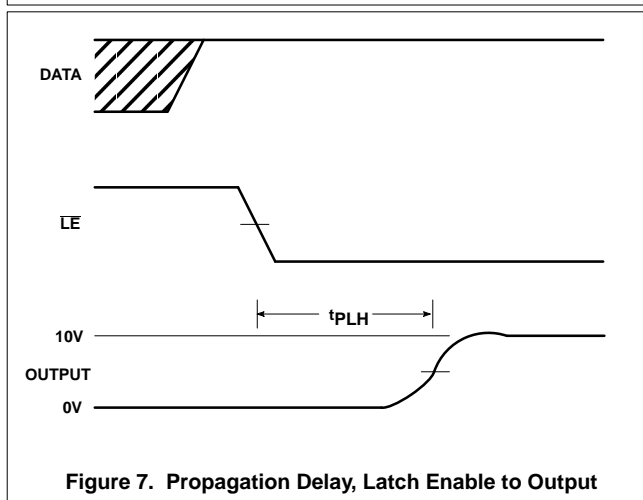 DATA
LE
tPLH
10V
OUTPUT
0V
Figure 7. Propagation Delay, Latch Enable to Output